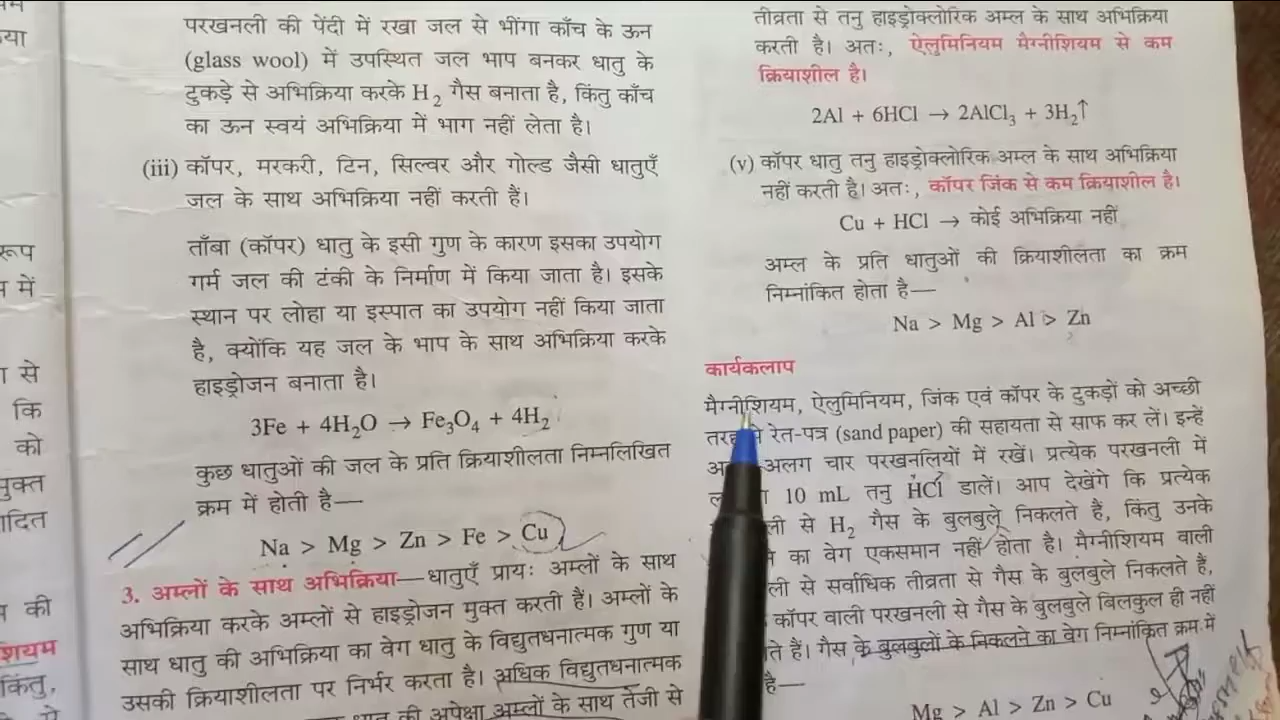 परखनली की पेंदी में रखा जल से भींगा काँच के ऊन
(glass wool) में उपस्थित जल भाप बनकर धातु के
टुकड़े से अभिक्रिया करके H₂ गैस बनाता है, किंतु काँच
का ऊन स्वयं अभिक्रिया में भाग नहीं लेता है।
(iii) कॉपर, मरकरी, टिन, सिल्वर और गोल्ड जैसी धातुएँ
जल के साथ अभिक्रिया नहीं करती हैं।
ताँबा (कॉपर) धातु के इसी गुण के कारण इसका उपयोग
गर्म जल की टंकी के निर्माण में किया जाता है। इसके
स्थान पर लोहा या इस्पात का उपयोग नहीं किया जाता
है, क्योंकि यह जल के भाप के साथ अभिक्रिया करके
हाइड्रोजन बनाता है।
3Fe + 4H₂O → Fe₃O₄ + 4H₂
कुछ धातुओं की जल के प्रति क्रियाशीलता निम्नलिखित
क्रम में होती है—
Na > Mg > Zn > Fe > Cu
3. अम्लों के साथ अभिक्रिया—धातुएँ प्रायः अम्लों के साथ
अभिक्रिया करके अम्लों से हाइड्रोजन मुक्त करती हैं। अम्लों के
साथ धातु की अभिक्रिया का वेग धातु के विद्युतधनात्मक गुण या
उसकी क्रियाशीलता पर निर्भर करता है। अधिक विद्युतधनात्मक
की अपेक्षा अम्लों के साथ तेजी से
तीव्रता से तनु हाइड्रोक्लोरिक अम्ल के साथ अभिक्रिया
करती है। अतः, ऐलुमिनियम मैग्नीशियम से कम
क्रियाशील है।
2Al + 6HCl → 2AlCl₃ + 3H₂↑
(v) कॉपर धातु तनु हाइड्रोक्लोरिक अम्ल के साथ अभिक्रिया
नहीं करती है। अतः, कॉपर जिंक से कम क्रियाशील है।
Cu + HCl → कोई अभिक्रिया नहीं
अम्ल के प्रति धातुओं की क्रियाशीलता का क्रम
निम्नांकित होता है—
Na > Mg > Al > Zn
कार्यकलाप
मैग्नीशियम, ऐलुमिनियम, जिंक एवं कॉपर के टुकड़ों को अच्छी
रेत-पत्र (sand paper) की सहायता से साफ कर लें। इन्हें
अलग चार परखनलियों में रखें। प्रत्येक परखनली में
10 mL तनु HCl डालें। आप देखेंगे कि प्रत्येक
से H₂ गैस के बुलबुले निकलते हैं, किंतु उनके
का वेग एकसमान नहीं होता है। मैग्नीशियम वाली
से सर्वाधिक तीव्रता से गैस के बुलबुले निकलते हैं,
कॉपर वाली परखनली से गैस के बुलबुले बिलकुल ही नहीं
हैं। गैस के बुलबुलों के निकलने का वेग निम्नांकित क्रम में
है—
Mg > Al > Zn > Cu